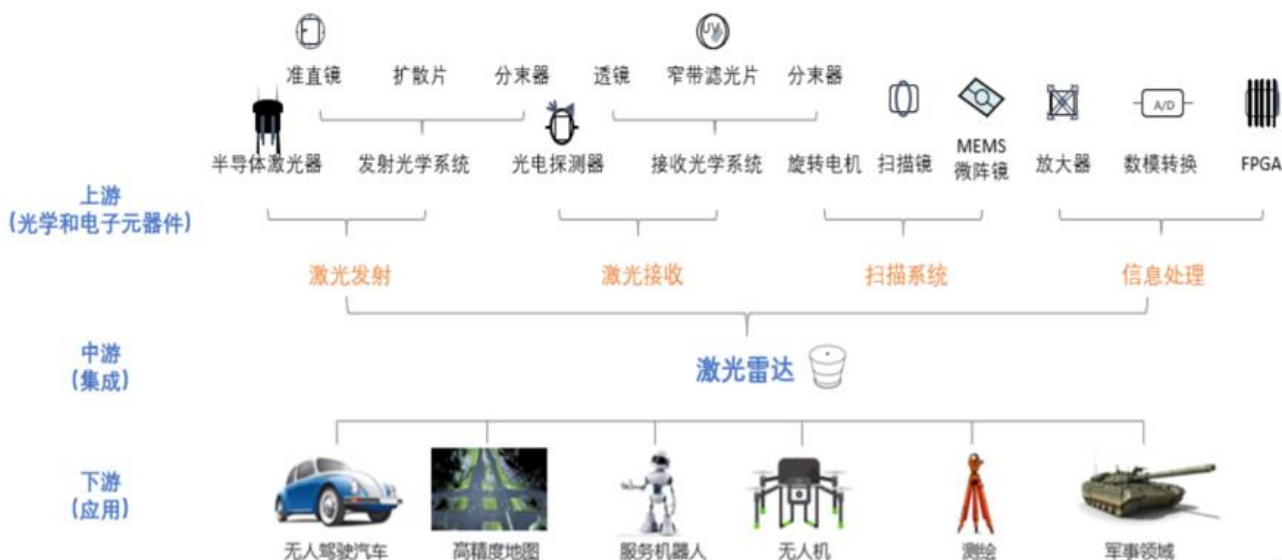 UV
准直镜 扩散片 分束器 透镜 窄带滤光片 分束器
A/D
半导体激光器 发射光学系统 光电探测器 接收光学系统 旋转电机 扫描镜 MEMS 微阵镜 放大器 数模转换 FPGA
上游
(光学和电子元器件)
激光发射 激光接收 扫描系统 信息处理
中游
(集成)
激光雷达
下游
(应用)
无人驾驶汽车 高精度地图 服务机器人 无人机 测绘 军事领域